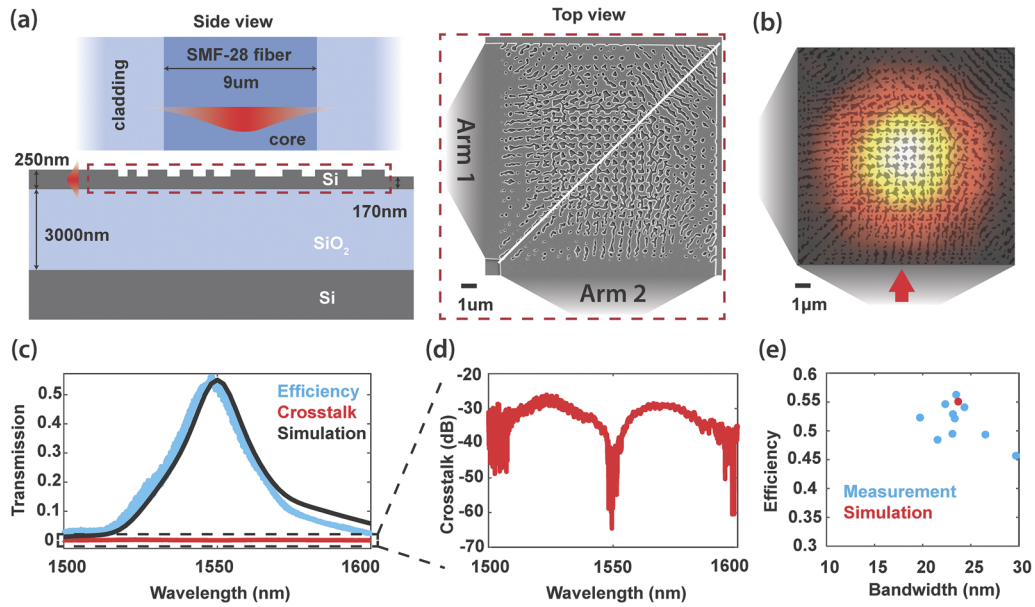 (a)
Side view
SMF-28 fiber
9um
cladding
core
250nm
Si
170nm
3000nm
SiO2
Si
Top view
Arm 1
Arm 2
1um
(b)
1µm
(c)
Transmission
0.5
0.4
0.3
0.2
0.1
0
Efficiency
Crosstalk
Simulation
1500
1550
1600
Wavelength (nm)
(d)
Crosstalk (dB)
-20
-30
-40
-50
-60
-70
1500
1550
1600
Wavelength (nm)
(e)
Efficiency
0.6
0.55
0.5
0.45
0.4
0.35
0.3
Measurement
Simulation
10
15
20
25
30
Bandwidth (nm)